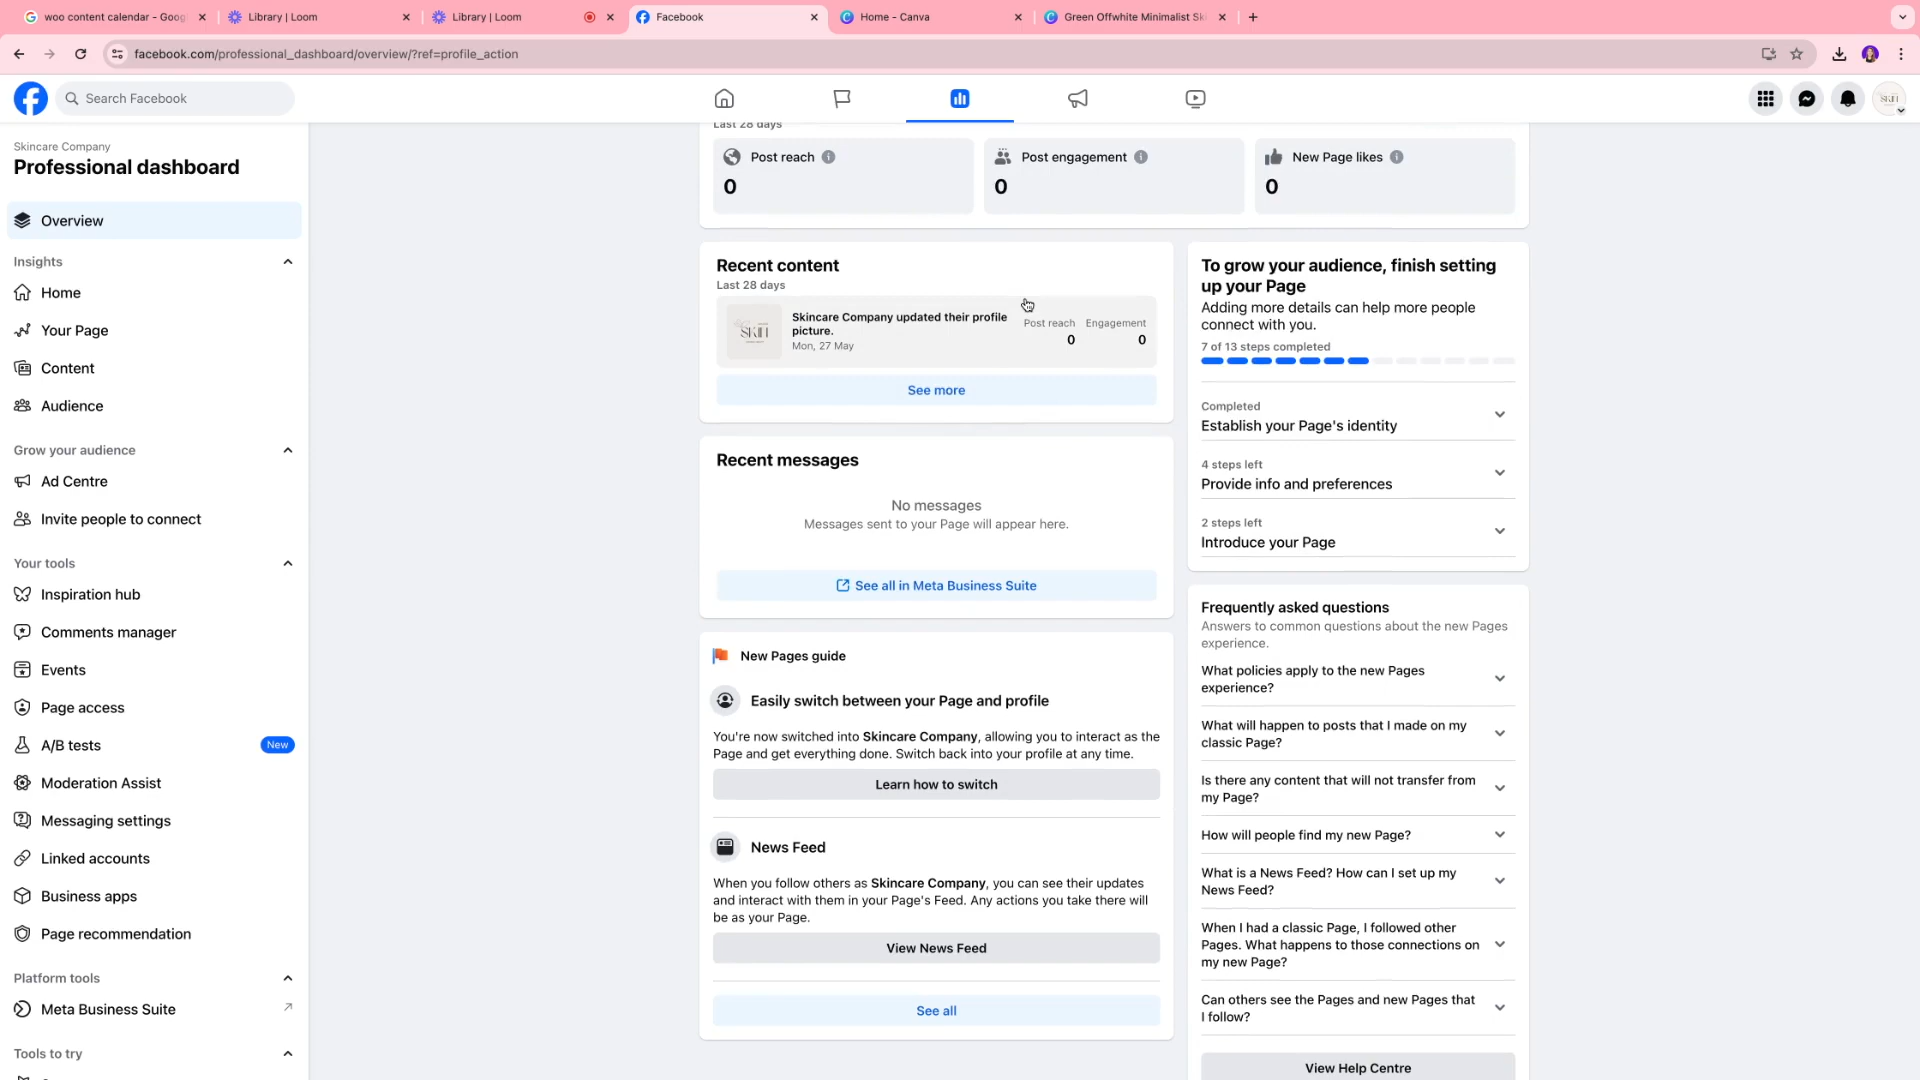 woo content calendar - Goog
Library | Loom
Library | Loom
Facebook
Home - Canva
Green Offwhite Minimalist Sk
facebook.com/professional_dashboard/overview/?ref=profile_action
Search Facebook
SKIN
Skincare Company
Professional dashboard
Overview
Insights
Home
Your Page
Content
Audience
Grow your audience
Ad Centre
Invite people to connect
Your tools
Inspiration hub
Comments manager
Events
Page access
A/B tests
New
Moderation Assist
Messaging settings
Linked accounts
Business apps
Page recommendation
Platform tools
Meta Business Suite
Tools to try
Last 28 days
Post reach
0
Post engagement
0
New Page likes
0
Recent content
Last 28 days
SKIN
Skincare Company updated their profile
picture.
Mon, 27 May
Post reach
0
Engagement
0
See more
Recent messages
No messages
Messages sent to your Page will appear here.
See all in Meta Business Suite
New Pages guide
Easily switch between your Page and profile
You're now switched into Skincare Company, allowing you to interact as the
Page and get everything done. Switch back into your profile at any time.
Learn how to switch
News Feed
When you follow others as Skincare Company, you can see their updates
and interact with them in your Page's Feed. Any actions you take there will
be as your Page.
View News Feed
See all
To grow your audience, finish setting
up your Page
Adding more details can help more people
connect with you.
7 of 13 steps completed
Completed
Establish your Page's identity
4 steps left
Provide info and preferences
2 steps left
Introduce your Page
Frequently asked questions
Answers to common questions about the new Pages
experience.
What policies apply to the new Pages
experience?
What will happen to posts that I made on my
classic Page?
Is there any content that will not transfer from
my Page?
How will people find my new Page?
What is a News Feed? How can I set up my
News Feed?
When I had a classic Page, I followed other
Pages. What happens to those connections on
my new Page?
Can others see the Pages and new Pages that
I follow?
View Help Centre